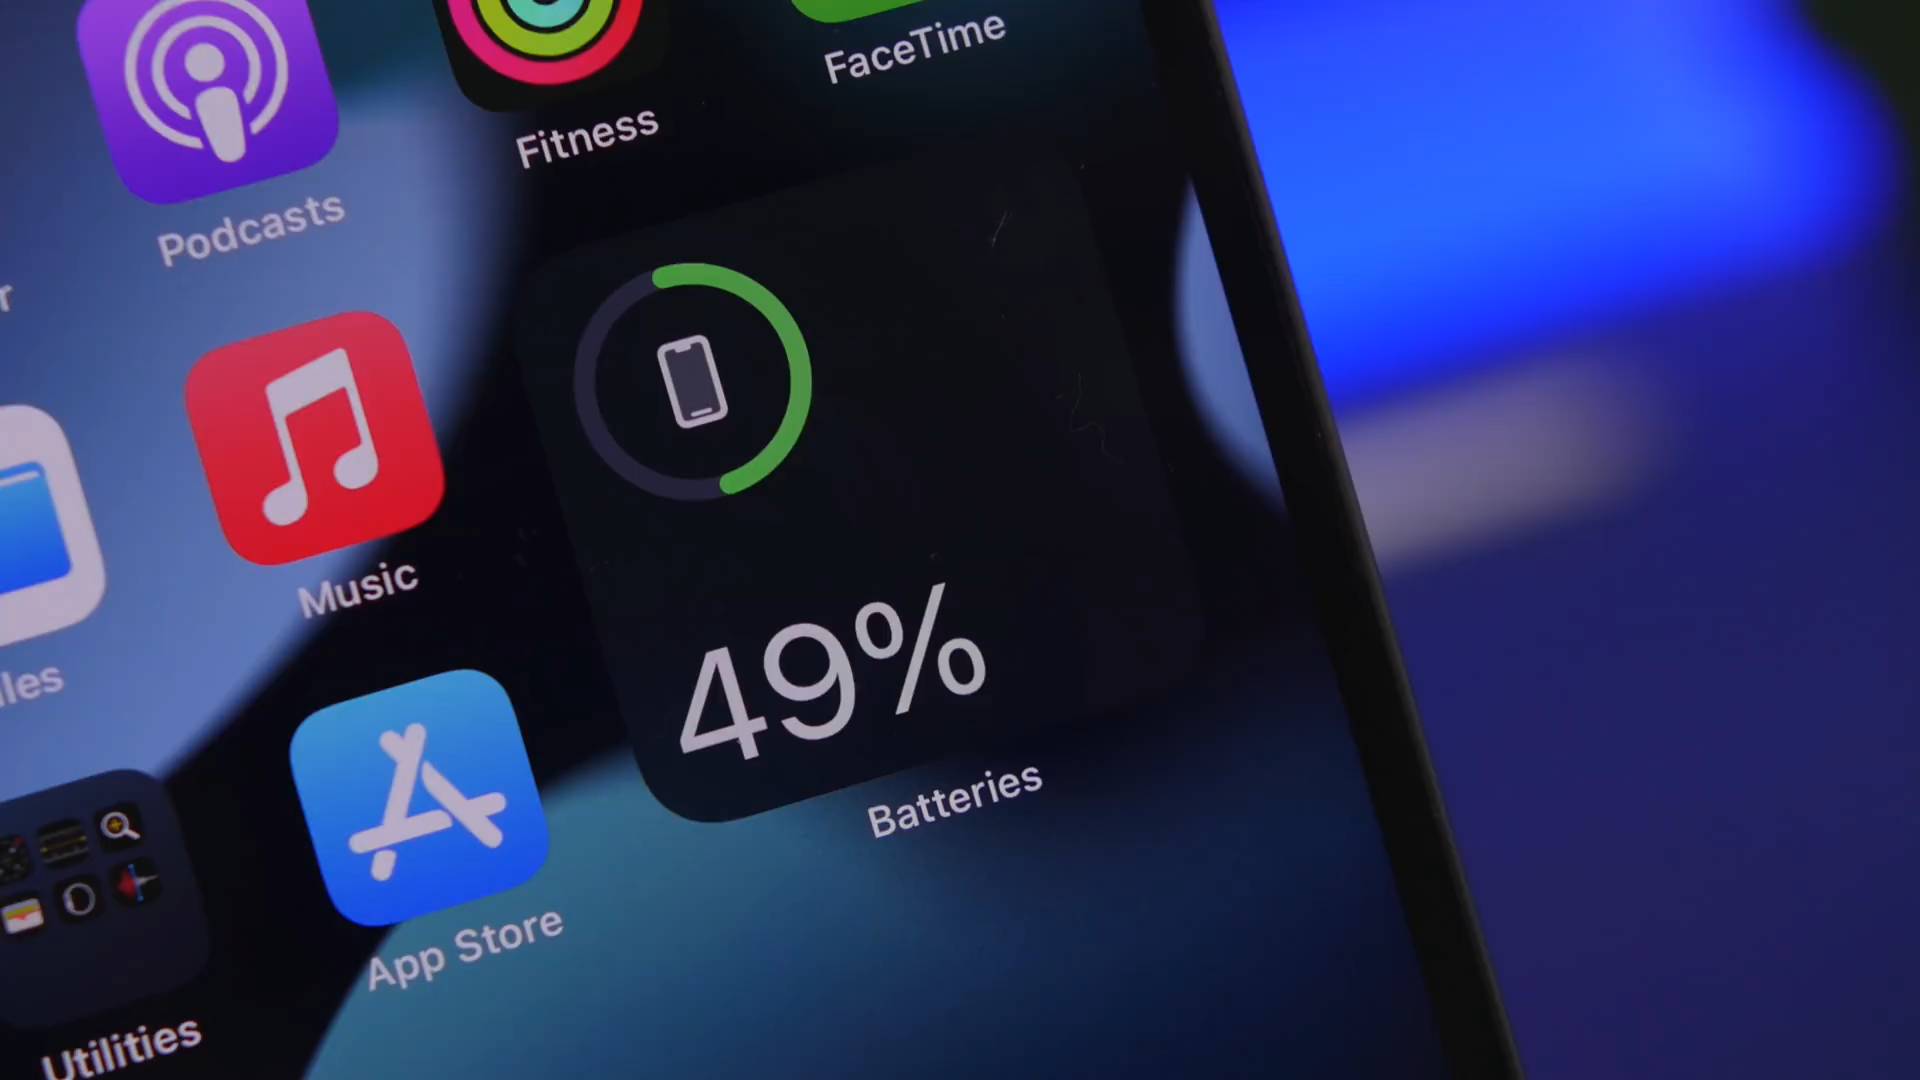 FaceTime
Fitness
Podcasts
Music
49%
Batteries
App Store
Utilities